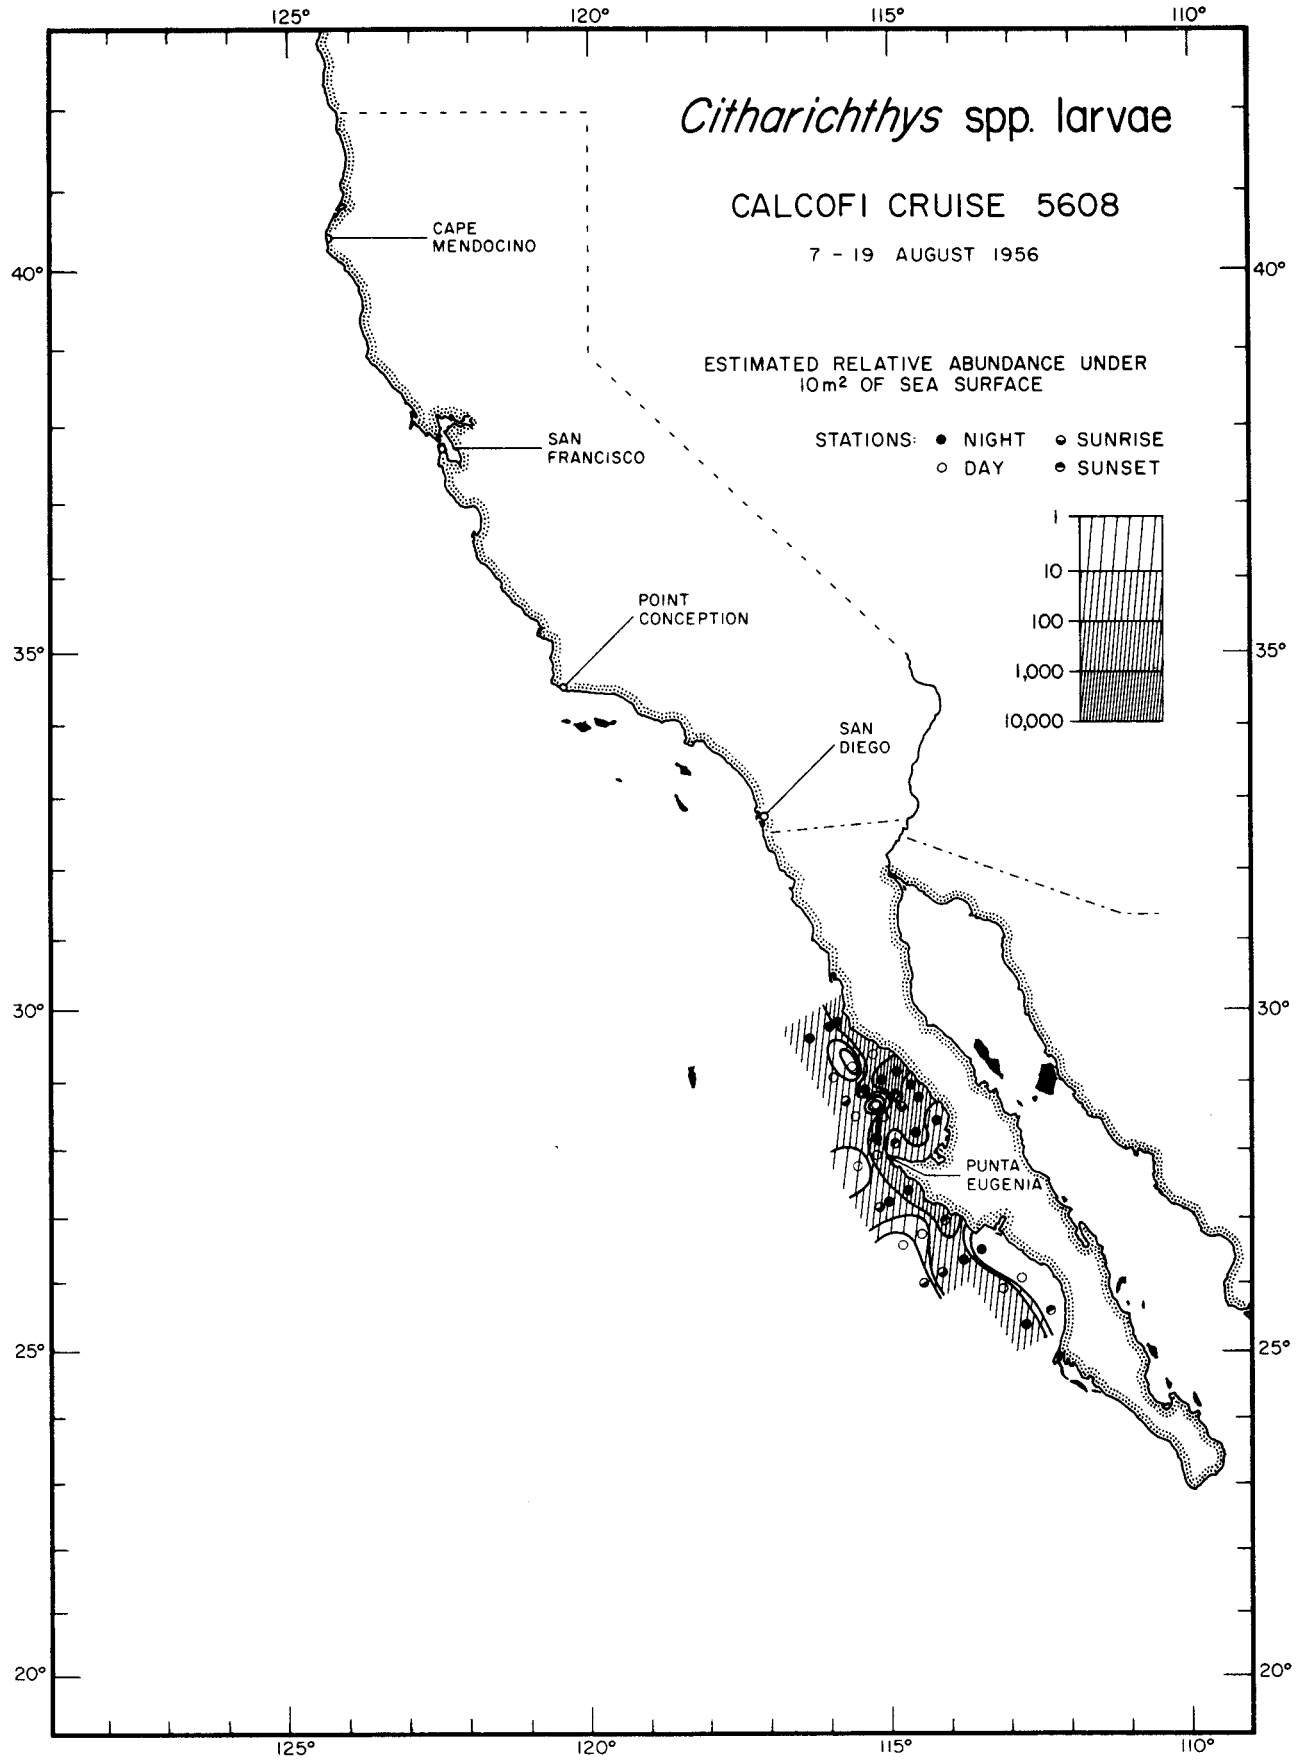 125° 120° 115° 110°
Citharichthys spp. larvae
CALCOFI CRUISE 5608
7 - 19 AUGUST 1956
CAPE
MENDOCINO
40° 40°
ESTIMATED RELATIVE ABUNDANCE UNDER
10m² OF SEA SURFACE
STATIONS: ● NIGHT SUNRISE
○ DAY SUNSET
SAN
FRANCISCO
1
10
100
1,000
10,000
POINT
CONCEPTION
35° 35°
SAN
DIEGO
30° 30°
PUNTA
EUGENIA
25° 25°
20° 20°
125° 120° 115° 110°